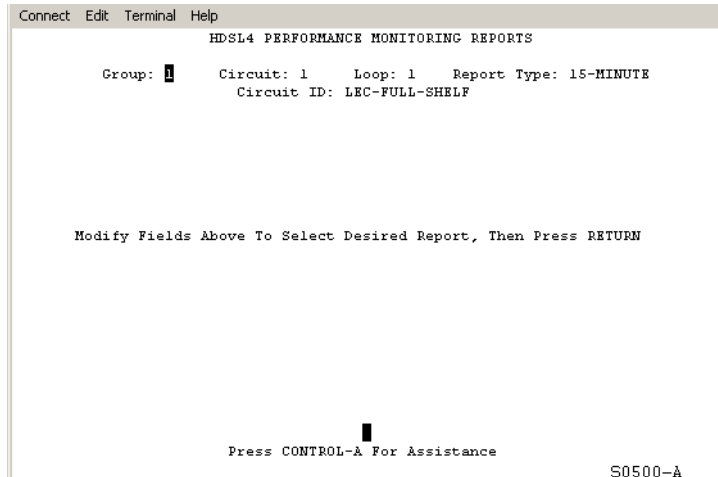 Connect Edit Terminal Help
HDSL4 PERFORMANCE MONITORING REPORTS
Group: 1 Circuit: 1 Loop: 1 Report Type: 15-MINUTE
Circuit ID: LEC-FULL-SHELF
Modify Fields Above To Select Desired Report, Then Press RETURN
Press CONTROL-A For Assistance
S0500-A